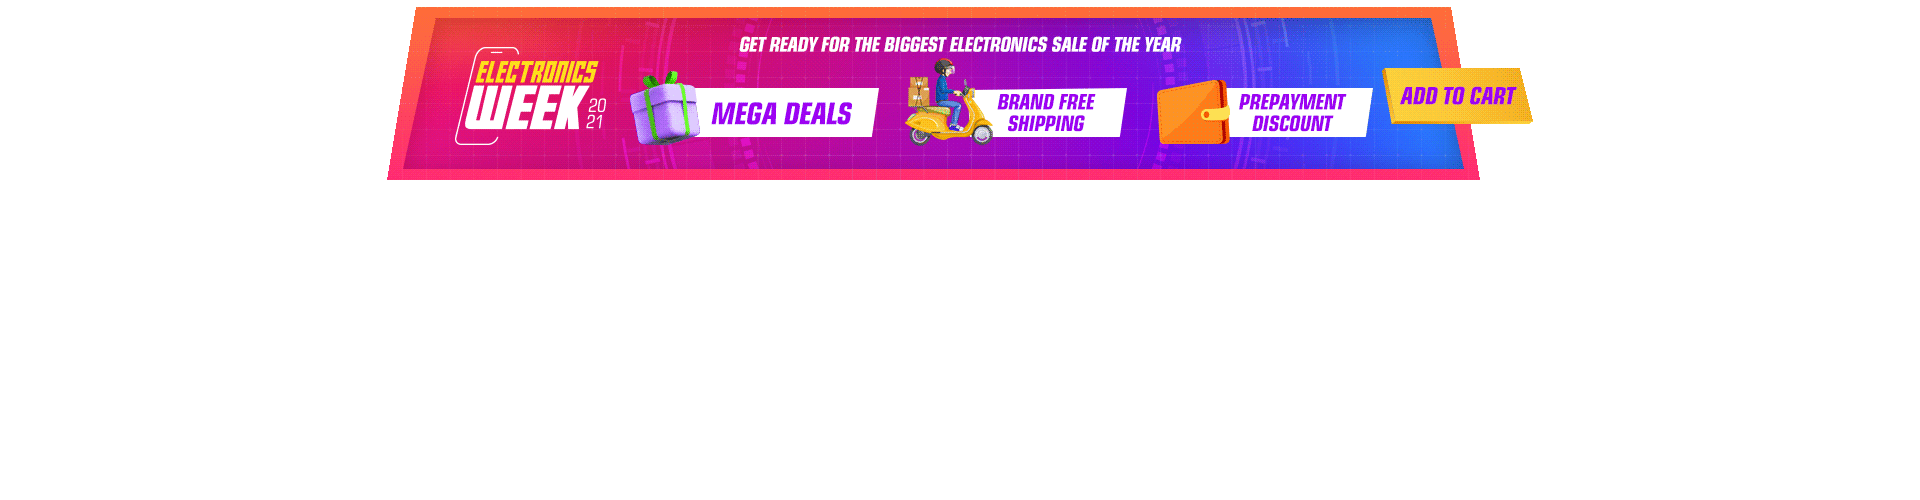 GET READY FOR THE BIGGEST ELECTRONICS SALE OF THE YEAR
ELECTRONICS
WEEK
20
21
MEGA DEALS
BRAND FREE
SHIPPING
PREPAYMENT
DISCOUNT
ADD TO CART